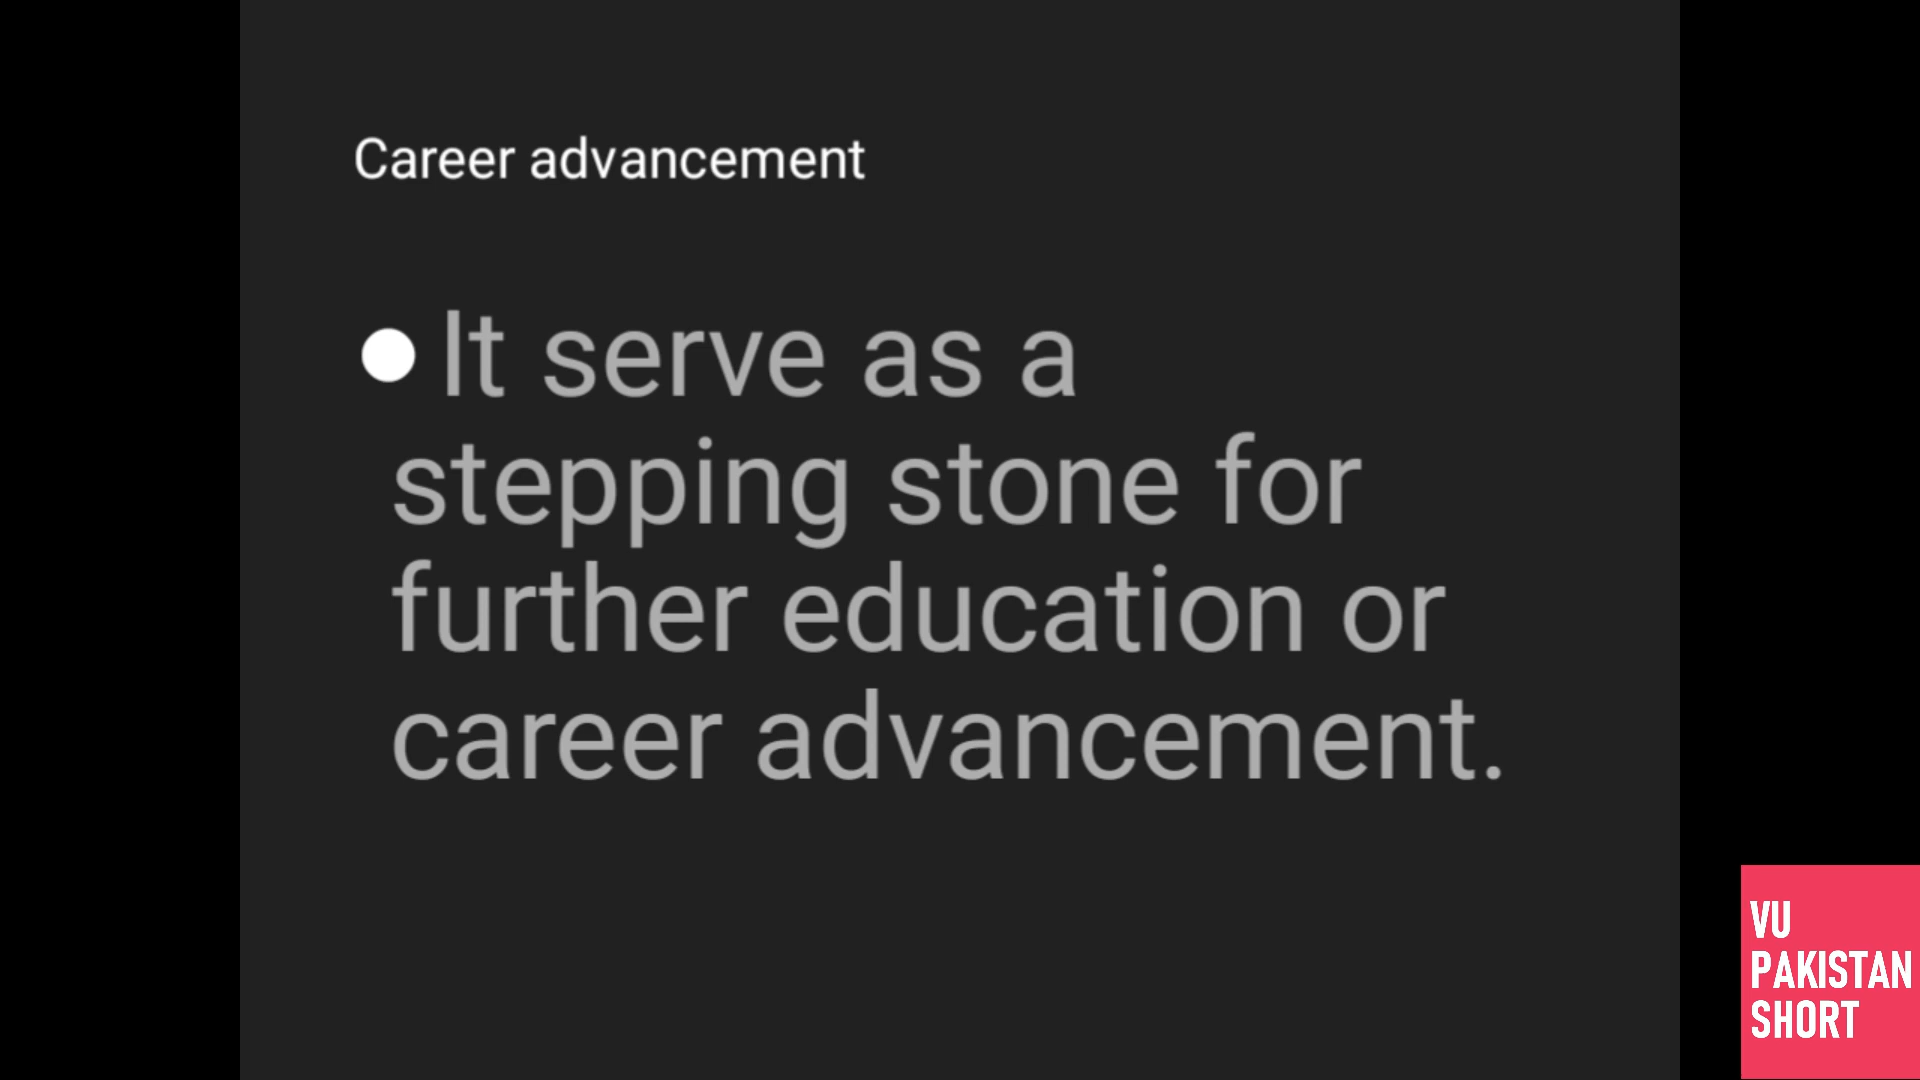 Career advancement
● It serve as a
stepping stone for
further education or
career advancement.
VU
PAKISTAN
SHORT